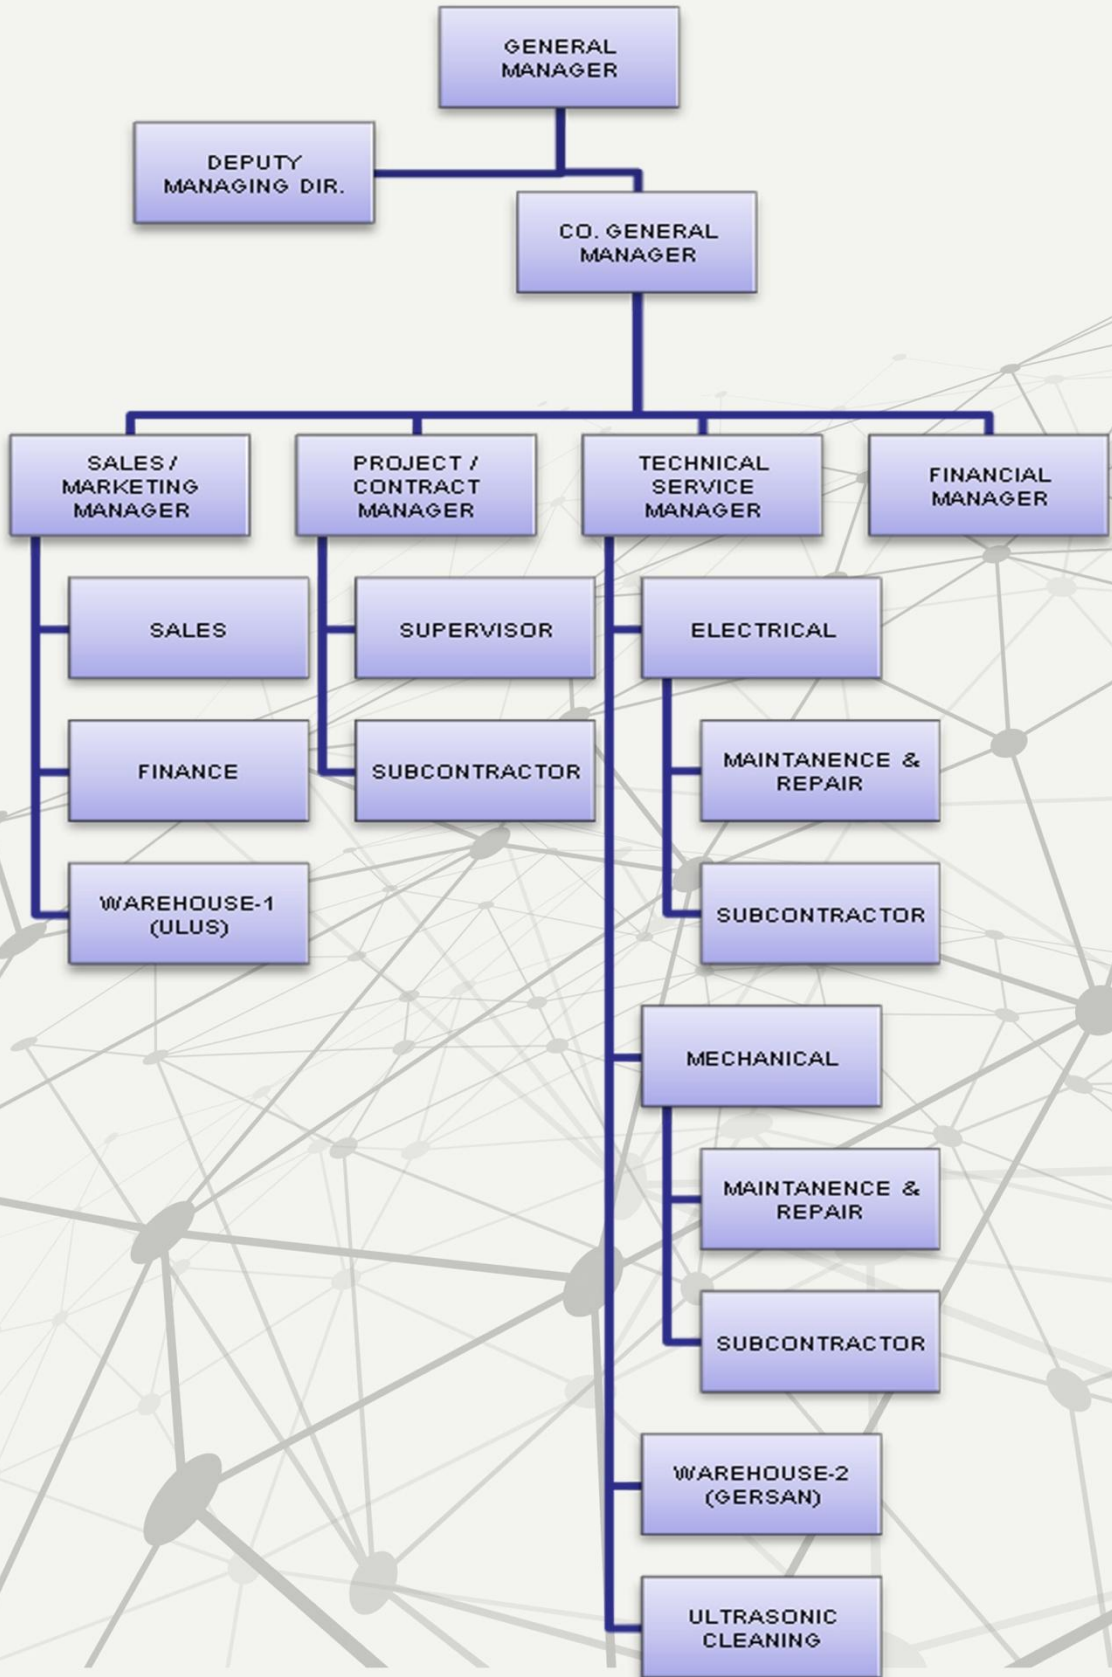 GENERAL
MANAGER
DEPUTY
MANAGING DIR.
CO. GENERAL
MANAGER
SALES /
MARKETING
MANAGER
PROJECT /
CONTRACT
MANAGER
TECHNICAL
SERVICE
MANAGER
FINANCIAL
MANAGER
SALES
FINANCE
WAREHOUSE-1
(ULUS)
SUPERVISOR
SUBCONTRACTOR
ELECTRICAL
MAINTANENCE &
REPAIR
SUBCONTRACTOR
MECHANICAL
MAINTANENCE &
REPAIR
SUBCONTRACTOR
WAREHOUSE-2
(GERSAN)
ULTRASONIC
CLEANING